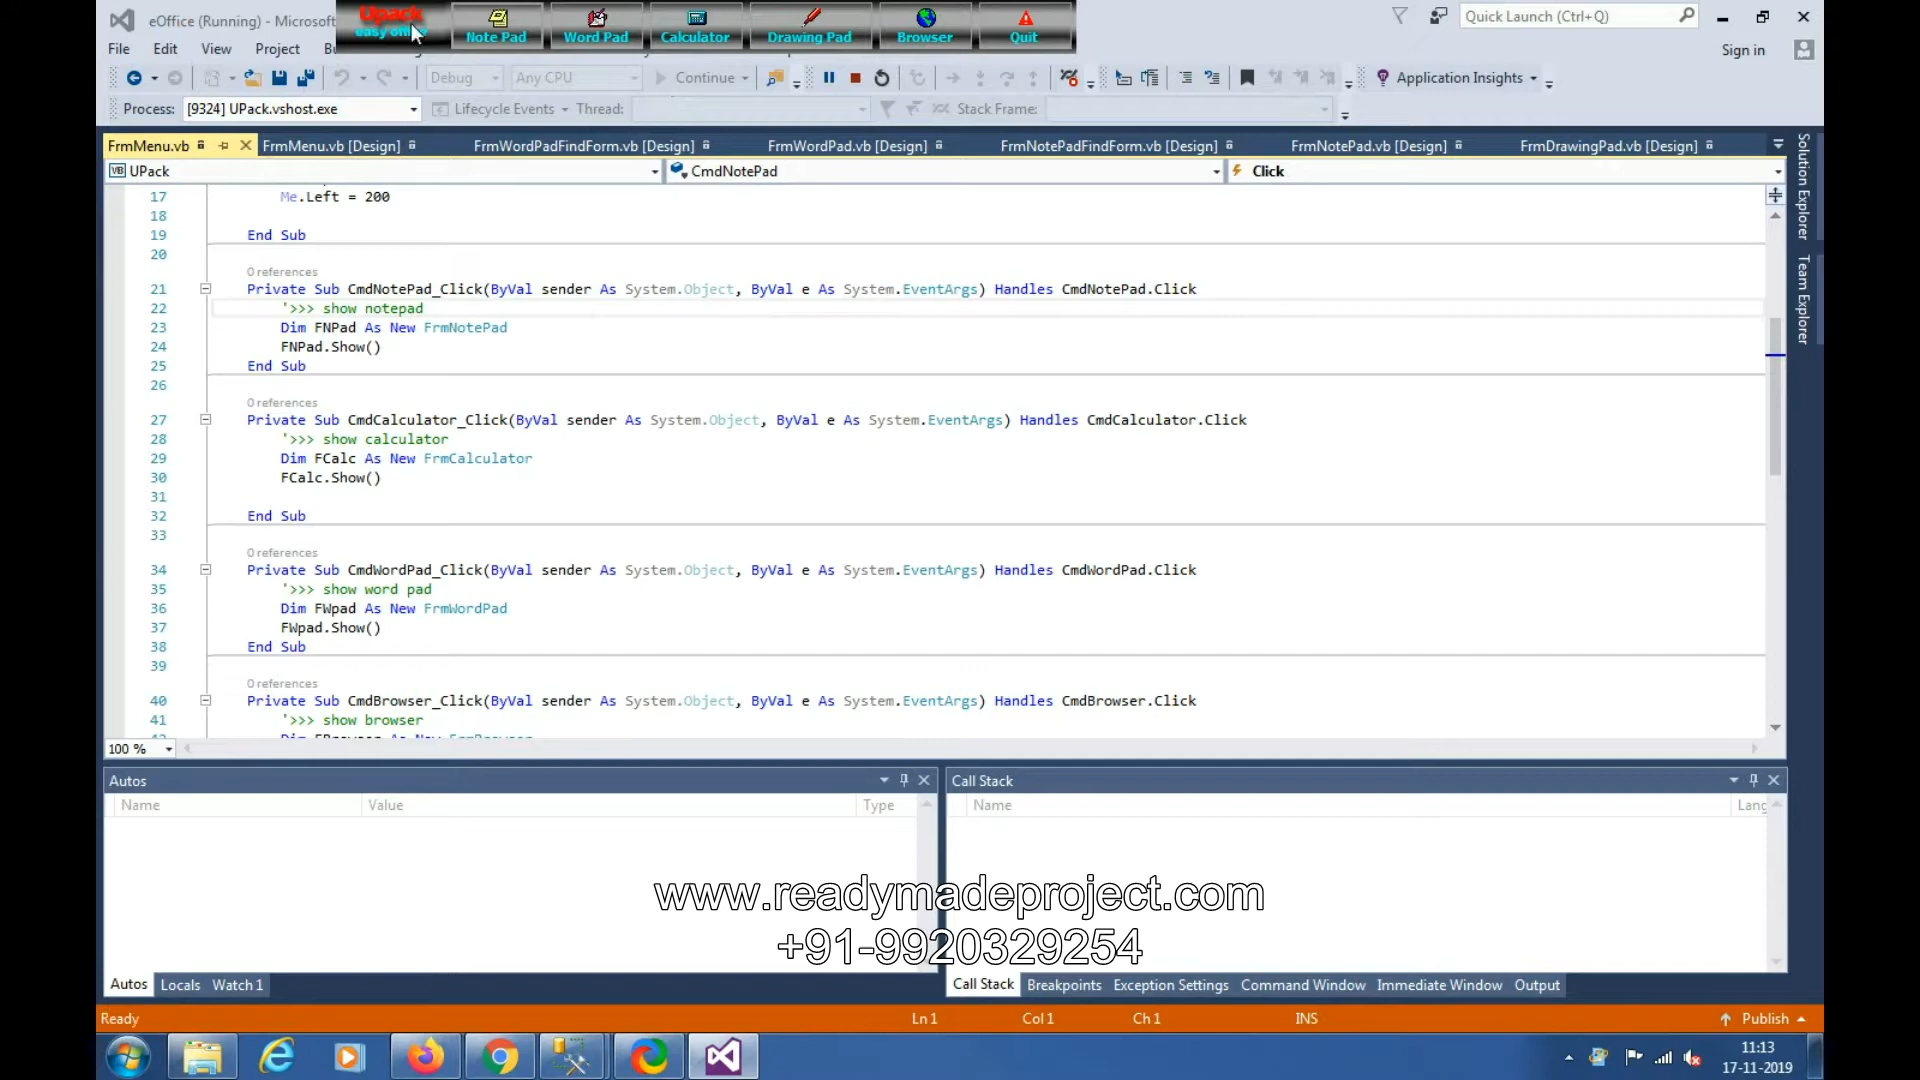 eOffice (Running) - Microsoft
Upack
easy on
Note Pad
Word Pad
Calculator
Drawing Pad
Browser
Quit
Quick Launch (Ctrl+Q)
File Edit View Project
Sign in
Debug Any CPU Continue Application Insights
Process: [9324] UPack.vshost.exe Lifecycle Events Thread: Stack Frame:
FrmMenu.vb FrmMenu.vb [Design] FrmWordPadFindForm.vb [Design] FrmWordPad.vb [Design] FrmNotePadFindForm.vb [Design] FrmNotePad.vb [Design] FrmDrawingPad.vb [Design]
VB UPack CmdNotePad Click
Solution Explorer
Team Explorer
17 Me.Left = 200
18
19 End Sub
20
0 references
21 Private Sub CmdNotePad_Click(ByVal sender As System.Object, ByVal e As System.EventArgs) Handles CmdNotePad.Click
22 '>>> show notepad
23 Dim FNPad As New FrmNotePad
24 FNPad.Show()
25 End Sub
26
0 references
27 Private Sub CmdCalculator_Click(ByVal sender As System.Object, ByVal e As System.EventArgs) Handles CmdCalculator.Click
28 '>>> show calculator
29 Dim FCalc As New FrmCalculator
30 FCalc.Show()
31
32 End Sub
33
0 references
34 Private Sub CmdWordPad_Click(ByVal sender As System.Object, ByVal e As System.EventArgs) Handles CmdWordPad.Click
35 '>>> show word pad
36 Dim FWpad As New FrmWordPad
37 FWpad.Show()
38 End Sub
39
0 references
40 Private Sub CmdBrowser_Click(ByVal sender As System.Object, ByVal e As System.EventArgs) Handles CmdBrowser.Click
41 '>>> show browser
Dim FBrowser As New FrmBrowser
100 %
Autos
Name Value Type
Call Stack
Name Lang
www.readymadeproject.com
+91-9920329254
Autos Locals Watch 1
Call Stack Breakpoints Exception Settings Command Window Immediate Window Output
Ready Ln 1 Col 1 Ch 1 INS Publish
11:13
17-11-2019